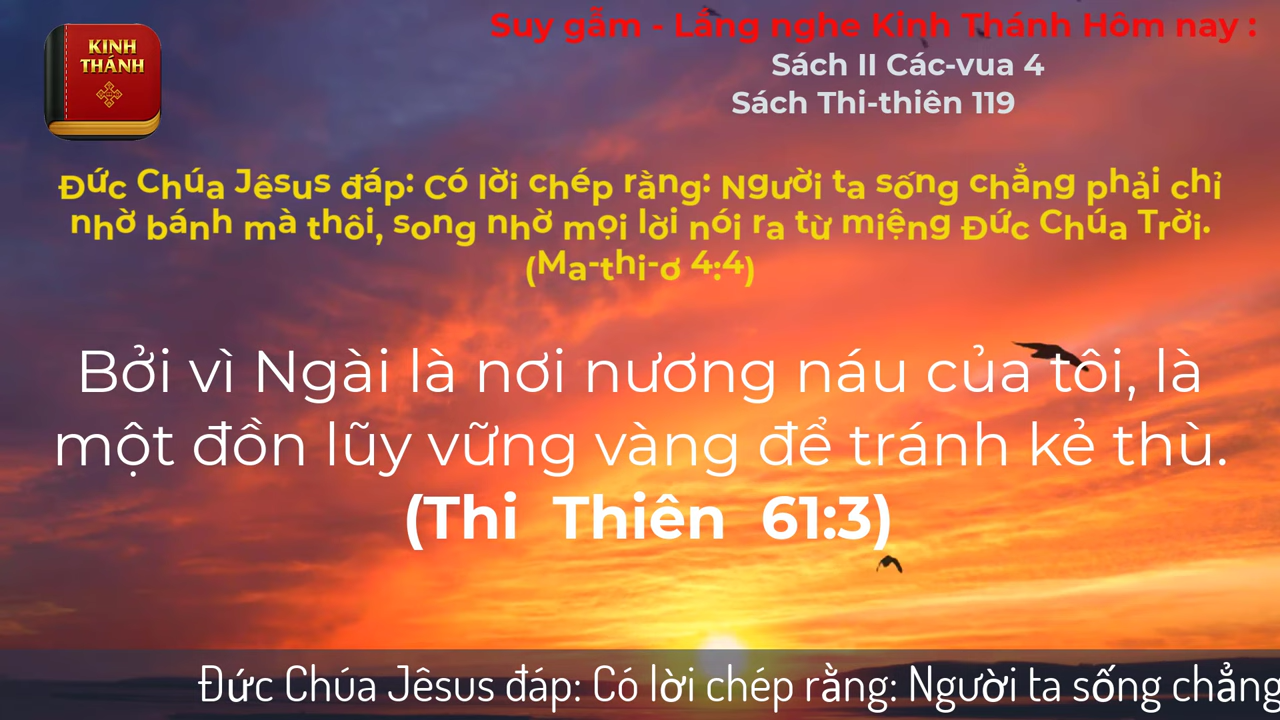 KINH
THÁNH
Suy gẫm - Lắng nghe Kinh Thánh Hôm nay :
Sách II Các-vua 4
Sách Thi-thiên 119
Đức Chúa Jêsus đáp: Có lời chép rằng: Người ta sống chẳng phải chỉ
nhờ bánh mà thôi, song nhờ mọi lời nói ra từ miệng Đức Chúa Trời.
(Ma-thi-ơ 4:4)
Bởi vì Ngài là nơi nương náu của tôi, là
một đồn lũy vững vàng để tránh kẻ thù.
(Thi Thiên 61:3)
Đức Chúa Jêsus đáp: Có lời chép rằng: Người ta sống chẳng